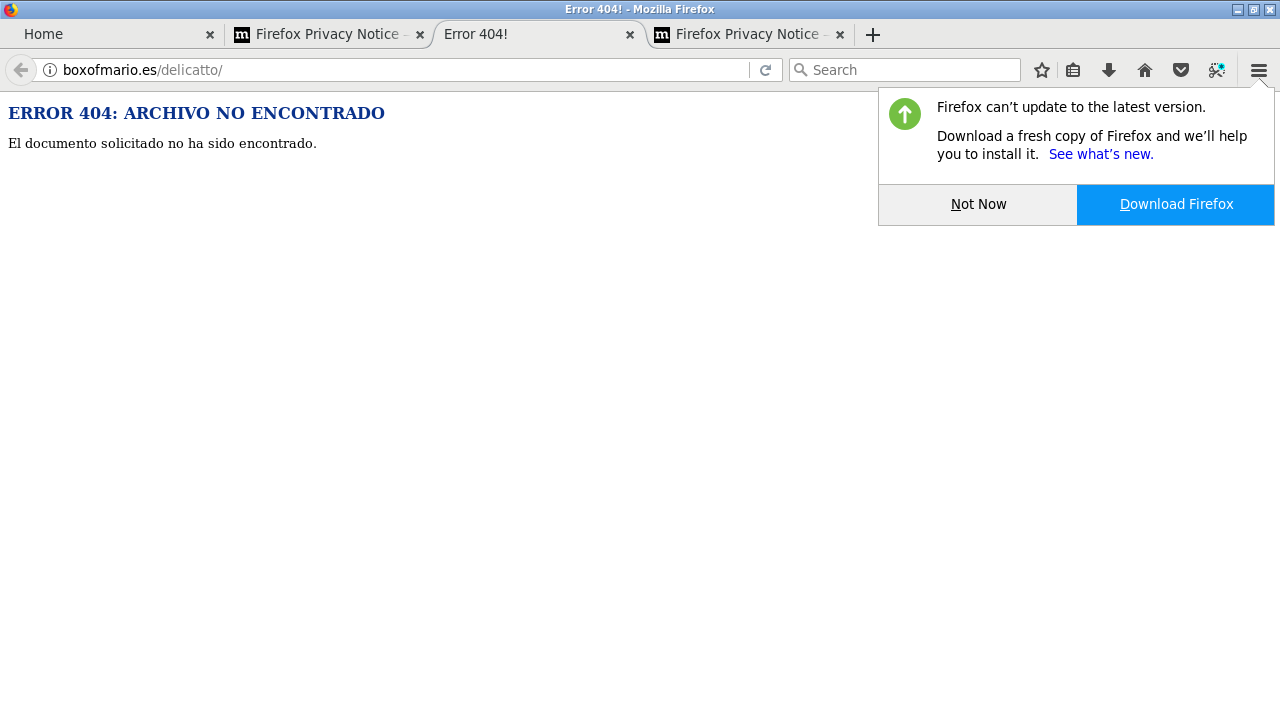 Error 404! - Mozilla Firefox
Home
Firefox Privacy Notice -
Error 404!
Firefox Privacy Notice -
boxofmario.es/delicatto/
Search
ERROR 404: ARCHIVO NO ENCONTRADO
El documento solicitado no ha sido encontrado.
Firefox can’t update to the latest version.
Download a fresh copy of Firefox and we’ll help
you to install it. See what’s new.
Not Now
Download Firefox